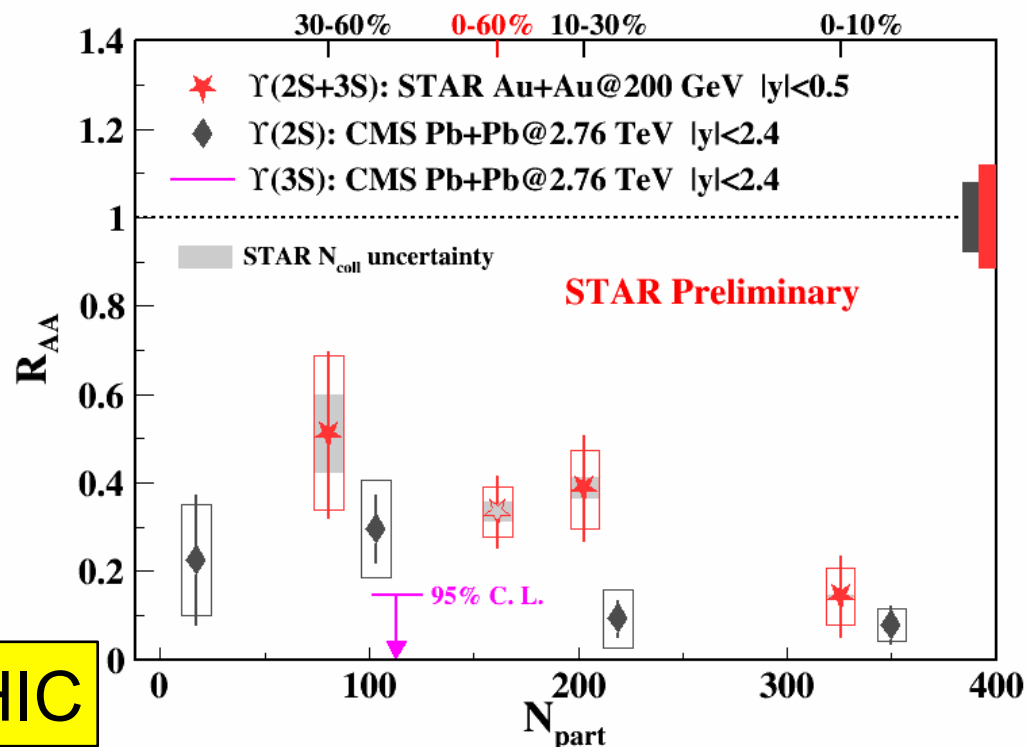 30-60% 0-60% 10-30% 0-10%
1.4
ϒ(2S+3S): STAR Au+Au@200 GeV |y|<0.5
1.2
ϒ(2S): CMS Pb+Pb@2.76 TeV |y|<2.4
ϒ(3S): CMS Pb+Pb@2.76 TeV |y|<2.4
1
STAR N_coll uncertainty
STAR Preliminary
0.8
R_AA
0.6
0.4
0.2
95% C. L.
0
HIC
0 100 200 300 400
N_part